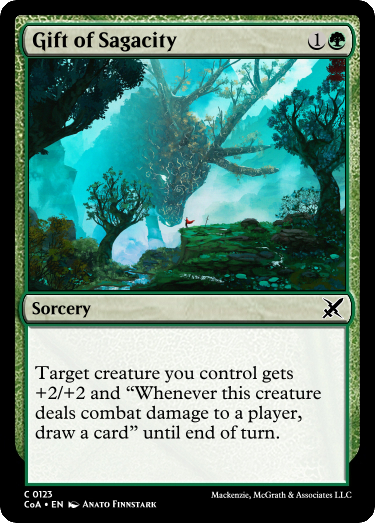 Gift of Sagacity 1
Sorcery
Target creature you control gets
+2/+2 and “Whenever this creature
deals combat damage to a player,
draw a card” until end of turn.
C 0123
CoA • EN Anato Finnstark
Mackenzie, McGrath & Associates LLC